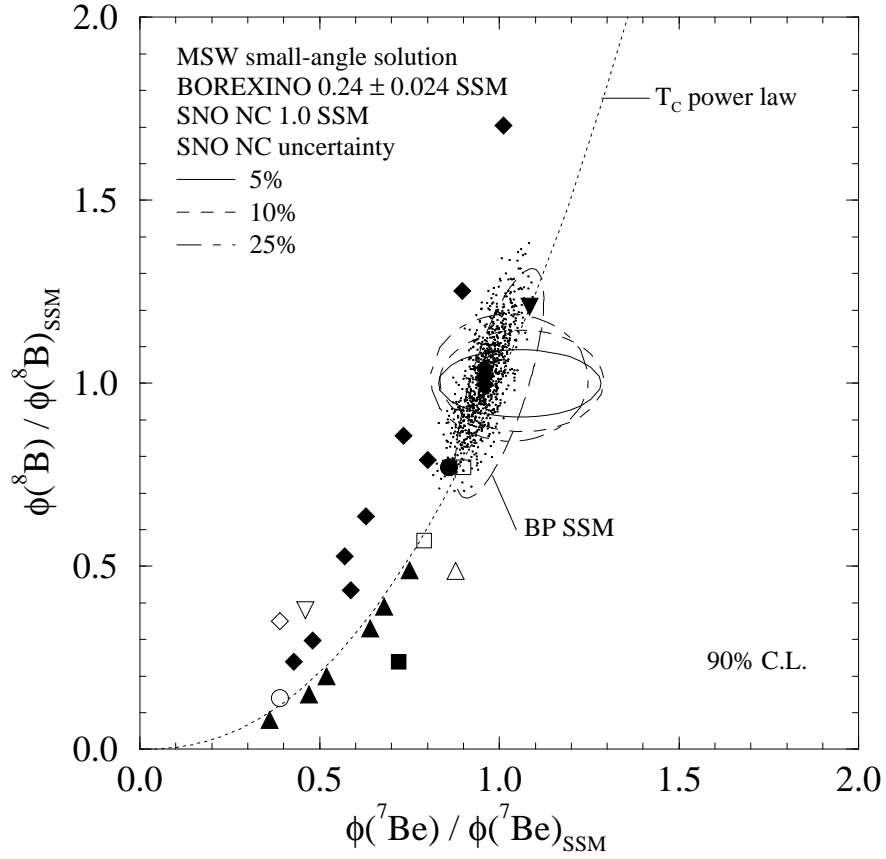 2.0
MSW small-angle solution
BOREXINO 0.24 ± 0.024 SSM
SNO NC 1.0 SSM
SNO NC uncertainty
5%
10%
25%
T_C power law
1.5
1.0
BP SSM
0.5
90% C.L.
0.0
0.0 0.5 1.0 1.5 2.0
ϕ(⁸B) / ϕ(⁸B)_SSM
ϕ(⁷Be) / ϕ(⁷Be)_SSM